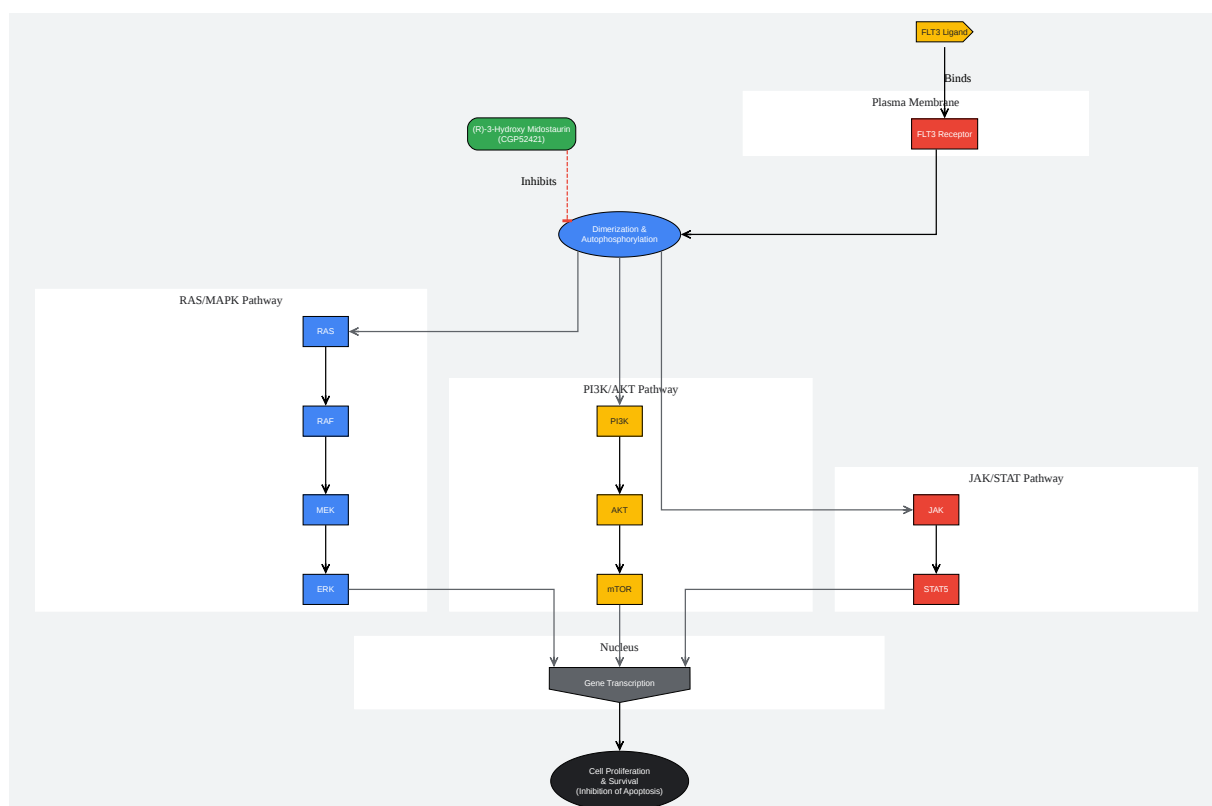 FLT3 Ligand
Binds
Plasma Membrane
FLT3 Receptor
(R)-3-Hydroxy Midostaurin
(CGP52421)
Inhibits
Dimerization &
Autophosphorylation
RAS/MAPK Pathway
RAS
RAF
MEK
ERK
PI3K/AKT Pathway
PI3K
AKT
mTOR
JAK/STAT Pathway
JAK
STAT5
Nucleus
Gene Transcription
Cell Proliferation
& Survival
(Inhibition of Apoptosis)